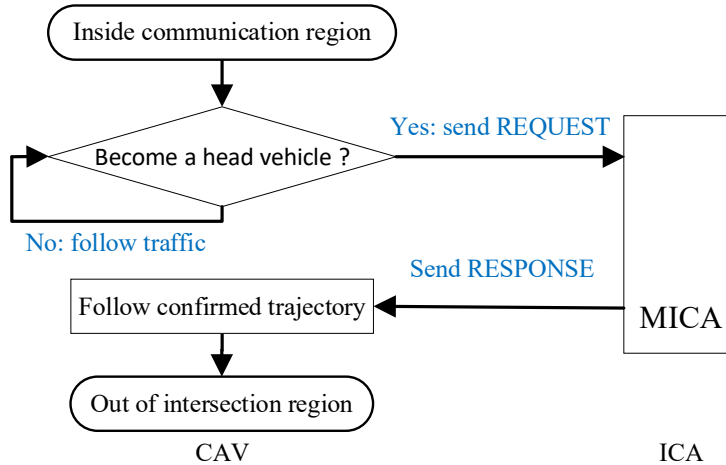 Inside communication region
Yes: send REQUEST
Become a head vehicle ?
No: follow traffic
Send RESPONSE
Follow confirmed trajectory
MICA
Out of intersection region
CAV
ICA